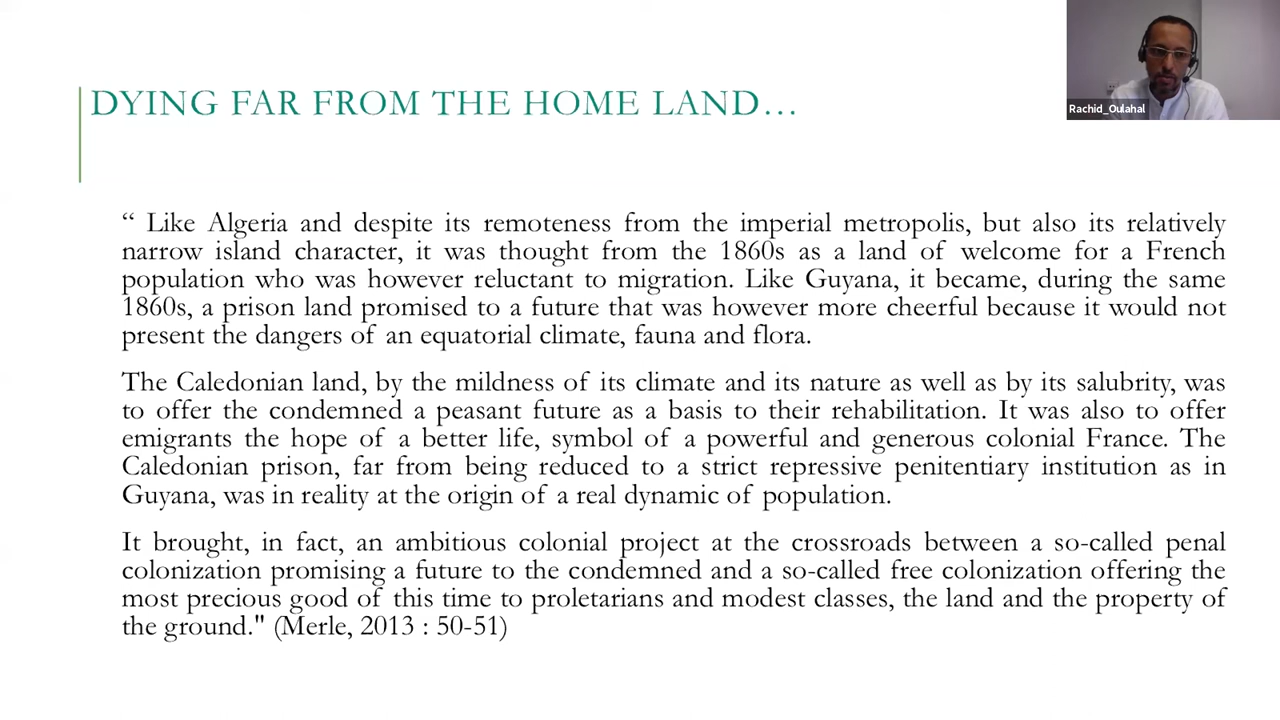 DYING FAR FROM THE HOME LAND…
Rachid_Oulahal
“ Like Algeria and despite its remoteness from the imperial metropolis, but also its relatively
narrow island character, it was thought from the 1860s as a land of welcome for a French
population who was however reluctant to migration. Like Guyana, it became, during the same
1860s, a prison land promised to a future that was however more cheerful because it would not
present the dangers of an equatorial climate, fauna and flora.
The Caledonian land, by the mildness of its climate and its nature as well as by its salubrity, was
to offer the condemned a peasant future as a basis to their rehabilitation. It was also to offer
emigrants the hope of a better life, symbol of a powerful and generous colonial France. The
Caledonian prison, far from being reduced to a strict repressive penitentiary institution as in
Guyana, was in reality at the origin of a real dynamic of population.
It brought, in fact, an ambitious colonial project at the crossroads between a so-called penal
colonization promising a future to the condemned and a so-called free colonization offering the
most precious good of this time to proletarians and modest classes, the land and the property of
the ground." (Merle, 2013 : 50-51)